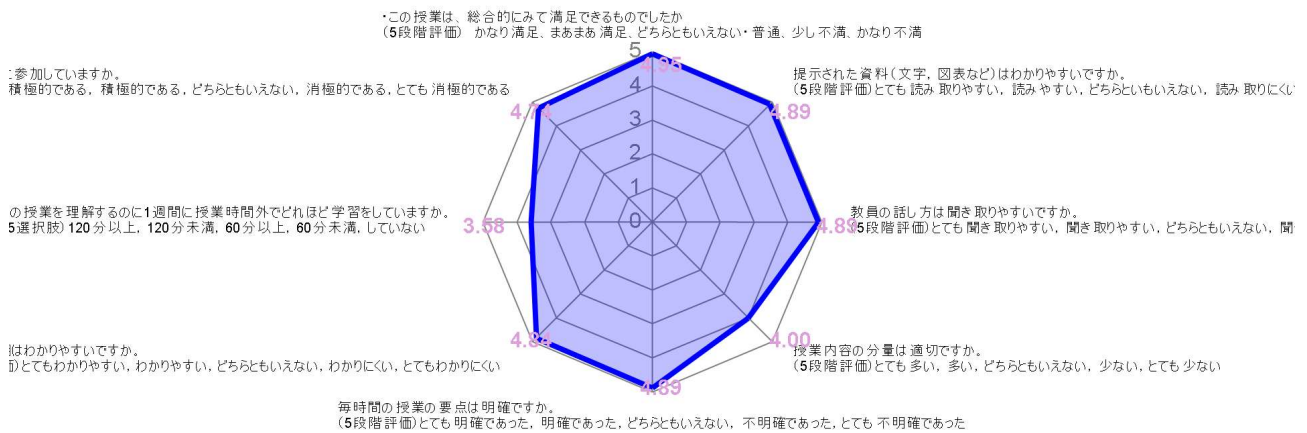 ・この授業は、総合的にみて満足できるものでしたか
(5段階評価) かなり満足、まあまあ満足、どちらともいえない・普通、少し不満、かなり不満
5
4.95
に参加していますか。
積極的である, 積極的である, どちらともいえない, 消極的である, とても消極的である
4.74
提示された資料(文字, 図表など)はわかりやすいですか。
(5段階評価)とても読み取りやすい, 読みやすい, どちらといもいえない, 読み取りにくい
4.89
4
3
2
1
0
の授業を理解するのに1週間に授業時間外でどれほど学習をしていますか。
5選択肢) 120分以上, 120分未満, 60分以上, 60分未満, していない
3.58
教員の話し方は聞き取りやすいですか。
(5段階評価)とても聞き取りやすい, 聞き取りやすい, どちらともいえない, 聞
4.89
はわかりやすいですか。
)とてもわかりやすい, わかりやすい, どちらともいえない, わかりにくい, とてもわかりにくい
4.84
4.00
授業内容の分量は適切ですか。
(5段階評価)とても多い, 多い, どちらともいえない, 少ない, とても少ない
4.89
毎時間の授業の要点は明確ですか。
(5段階評価)とても明確であった, 明確であった, どちらともいえない, 不明確であった, とても不明確であった